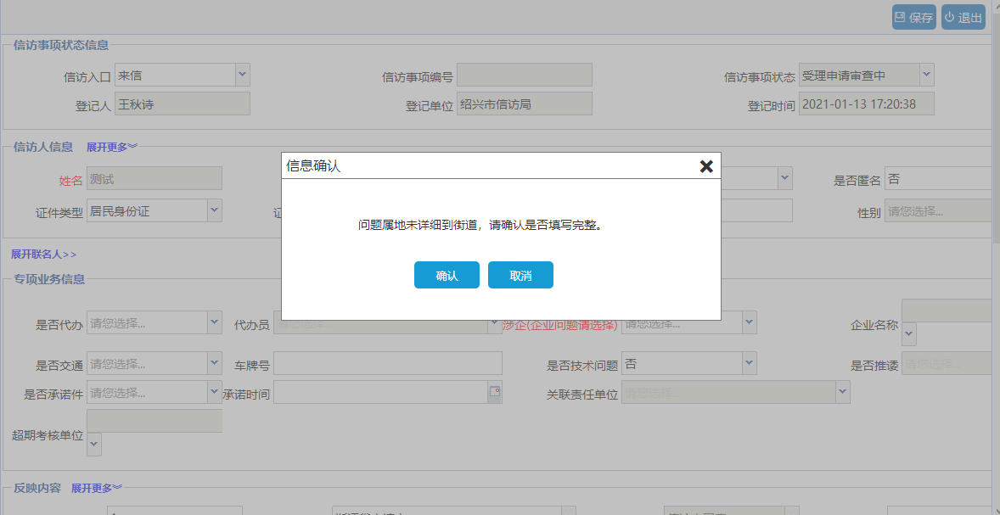 保存 退出
信访事项状态信息
信访入口 来信 信访事项编号 信访事项状态 受理申请审查中
登记人 王秋诗 登记单位 绍兴市信访局 登记时间 2021-01-13 17:20:38
信访人信息 展开更多
信息确认
姓名 测试 是否匿名 否
证件类型 居民身份证 性别 请您选择...
问题属地未详细到街道，请确认是否填写完整。
展开联名人>>
确认 取消
专项业务信息
是否代办 请您选择... 代办员 请您选择... 涉企(企业问题请选择) 请您选择... 企业名称
是否交通 请您选择... 车牌号 是否技术问题 否 是否推诿 请您选择...
是否承诺件 请您选择... 承诺时间 关联责任单位 请您选择...
超期考核单位
反映内容 展开更多